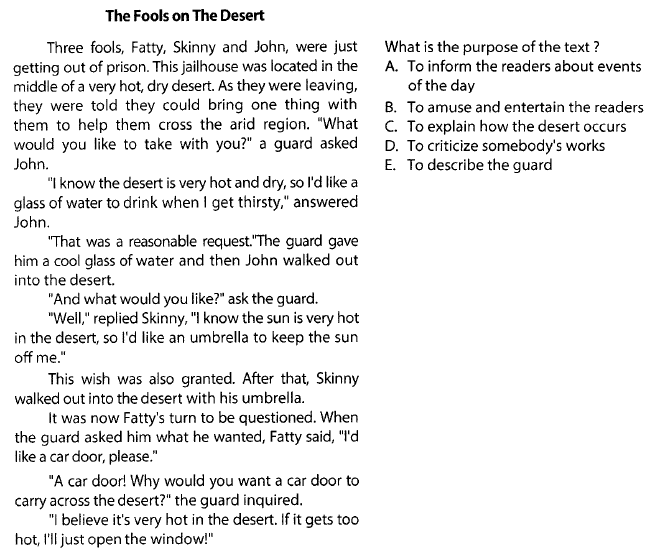 The Fools on The Desert
Three fools, Fatty, Skinny and John, were just
getting out of prison. This jailhouse was located in the
middle of a very hot, dry desert. As they were leaving,
they were told they could bring one thing with
them to help them cross the arid region. "What
would you like to take with you?" a guard asked
John.
"I know the desert is very hot and dry, so I'd like a
glass of water to drink when I get thirsty," answered
John.
"That was a reasonable request."The guard gave
him a cool glass of water and then John walked out
into the desert.
"And what would you like?" ask the guard.
"Well," replied Skinny, "I know the sun is very hot
in the desert, so I'd like an umbrella to keep the sun
off me."
This wish was also granted. After that, Skinny
walked out into the desert with his umbrella.
It was now Fatty's turn to be questioned. When
the guard asked him what he wanted, Fatty said, "I'd
like a car door, please."
"A car door! Why would you want a car door to
carry across the desert?" the guard inquired.
"I believe it's very hot in the desert. If it gets too
hot, I'll just open the window!"
What is the purpose of the text ?
A. To inform the readers about events
of the day
B. To amuse and entertain the readers
C. To explain how the desert occurs
D. To criticize somebody's works
E. To describe the guard